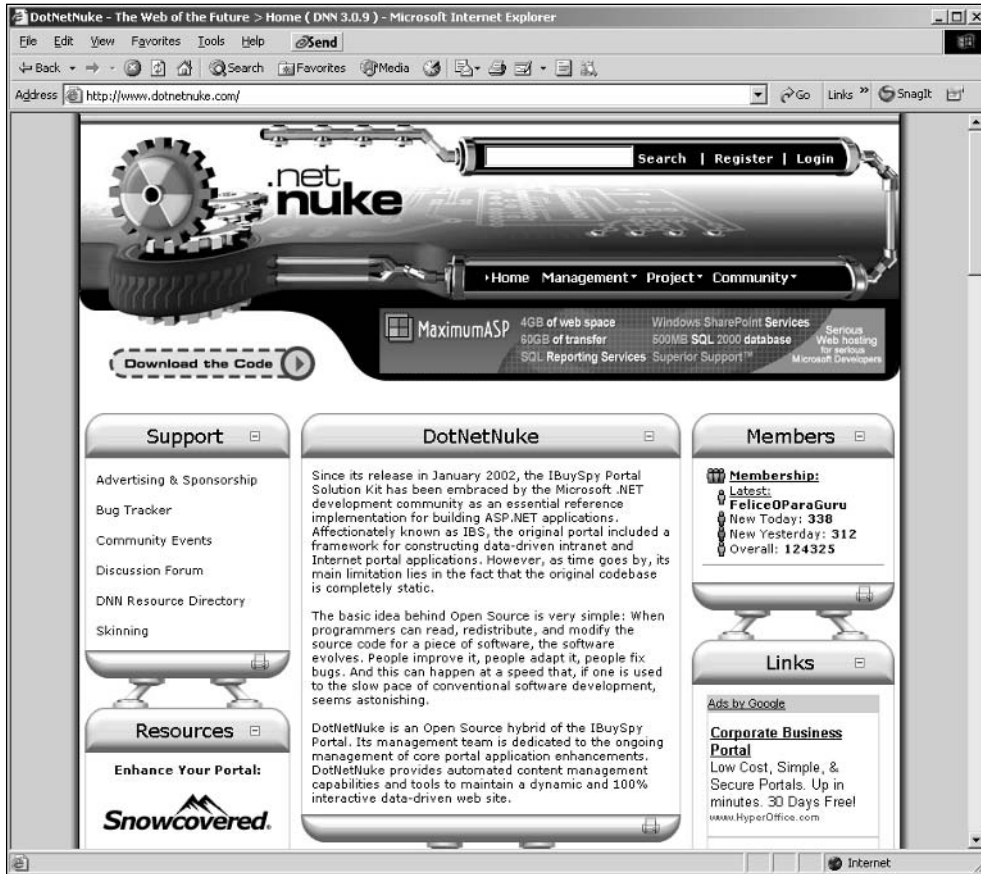 DotNetNuke - The Web of the Future > Home ( DNN 3.0.9 ) - Microsoft Internet Explorer
File Edit View Favorites Tools Help Send
Back Search Favorites Media
Address http://www.dotnetnuke.com/ Go Links » SnagIt
.net
nuke
Search | Register | Login
Home Management Project Community
MaximumASP
4GB of web space
60GB of transfer
SQL Reporting Services
Windows SharePoint Services
500MB SQL 2000 database
Superior Support™
Serious
Web hosting
for serious
Microsoft Developers
Download the Code
Support
Advertising & Sponsorship
Bug Tracker
Community Events
Discussion Forum
DNN Resource Directory
Skinning
Resources
Enhance Your Portal:
Snowcovered.
DotNetNuke
Since its release in January 2002, the IBuySpy Portal
Solution Kit has been embraced by the Microsoft .NET
development community as an essential reference
implementation for building ASP.NET applications.
Affectionately known as IBS, the original portal included a
framework for constructing data-driven intranet and
Internet portal applications. However, as time goes by, its
main limitation lies in the fact that the original codebase
is completely static.
The basic idea behind Open Source is very simple: When
programmers can read, redistribute, and modify the
source code for a piece of software, the software
evolves. People improve it, people adapt it, people fix
bugs. And this can happen at a speed that, if one is used
to the slow pace of conventional software development,
seems astonishing.
DotNetNuke is an Open Source hybrid of the IBuySpy
Portal. Its management team is dedicated to the ongoing
management of core portal application enhancements.
DotNetNuke provides automated content management
capabilities and tools to maintain a dynamic and 100%
interactive data-driven web site.
Members
Membership:
Latest:
FeliceOParaGuru
New Today: 338
New Yesterday: 312
Overall: 124325
Links
Ads by Google
Corporate Business
Portal
Low Cost, Simple, &
Secure Portals. Up in
minutes. 30 Days Free!
www.HyperOffice.com
Internet